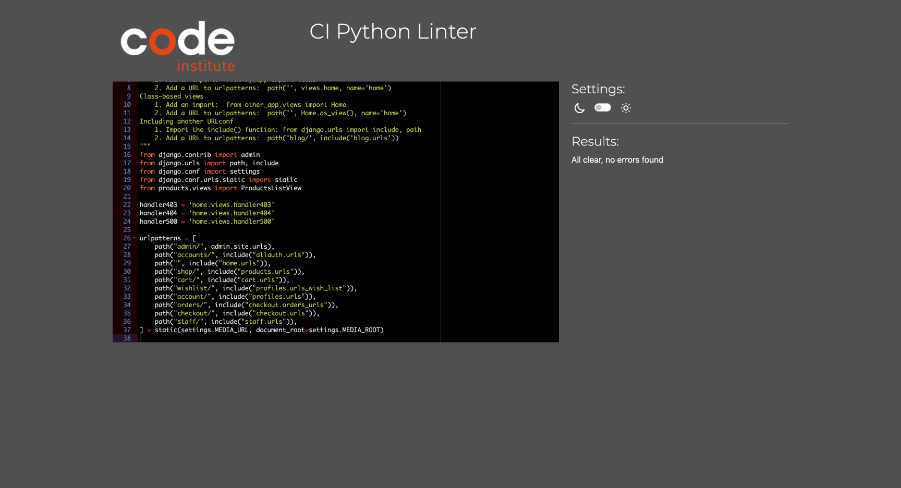 code
institute
CI Python Linter
8 2. Add a URL to urlpatterns: path('', views.home, name='home')
9 Class-based views
10 1. Add an import: from other_app.views import Home
11 2. Add a URL to urlpatterns: path('', Home.as_view(), name='home')
12 Including another URLconf
13 1. Import the include() function: from django.urls import include, path
14 2. Add a URL to urlpatterns: path('blog/', include('blog.urls'))
15 """
16 from django.contrib import admin
17 from django.urls import path, include
18 from django.conf import settings
19 from django.conf.urls.static import static
20 from products.views import ProductsListView
21
22 handler403 = 'home.views.handler403'
23 handler404 = 'home.views.handler404'
24 handler500 = 'home.views.handler500'
25
26 urlpatterns = [
27 path("admin/", admin.site.urls),
28 path("accounts/", include("allauth.urls")),
29 path("", include("home.urls")),
30 path("shop/", include("products.urls")),
31 path("cart/", include("cart.urls")),
32 path("wishlist/", include("profiles.urls_wish_list")),
33 path("account/", include("profiles.urls")),
34 path("orders/", include("checkout.orders_urls")),
35 path("checkout/", include("checkout.urls")),
36 path("staff/", include("staff.urls")),
37 ] + static(settings.MEDIA_URL, document_root=settings.MEDIA_ROOT)
38
Settings:
Results:
All clear, no errors found